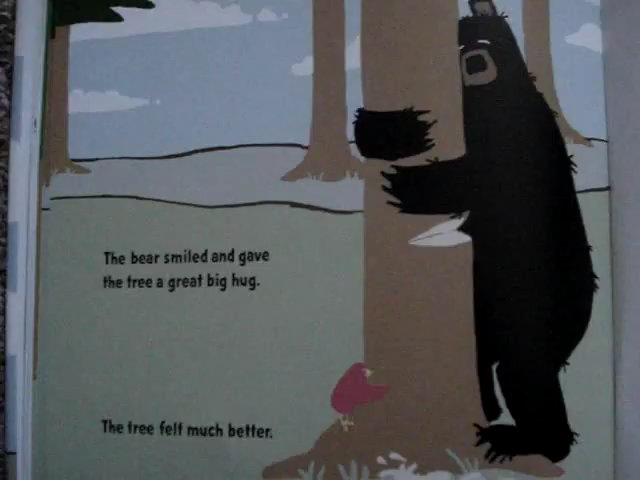 The bear smiled and gave
the tree a great big hug.
The tree felt much better.